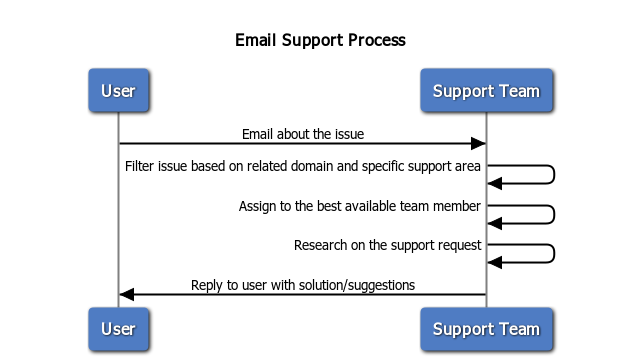 Email Support Process
User
Support Team
Email about the issue
Filter issue based on related domain and specific support area
Assign to the best available team member
Research on the support request
Reply to user with solution/suggestions
User
Support Team